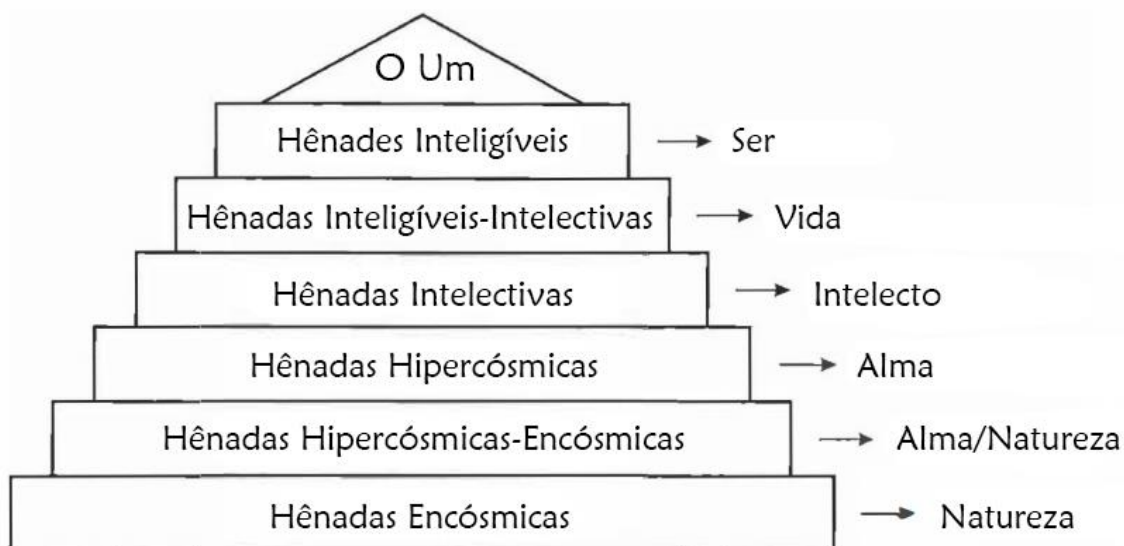 O Um
Hênades Inteligíveis → Ser
Hênadas Inteligíveis-Intelectivas → Vida
Hênadas Intelectivas → Intelecto
Hênadas Hipercósmicas → Alma
Hênadas Hipercósmicas-Encósmicas → Alma/Natureza
Hênadas Encósmicas → Natureza